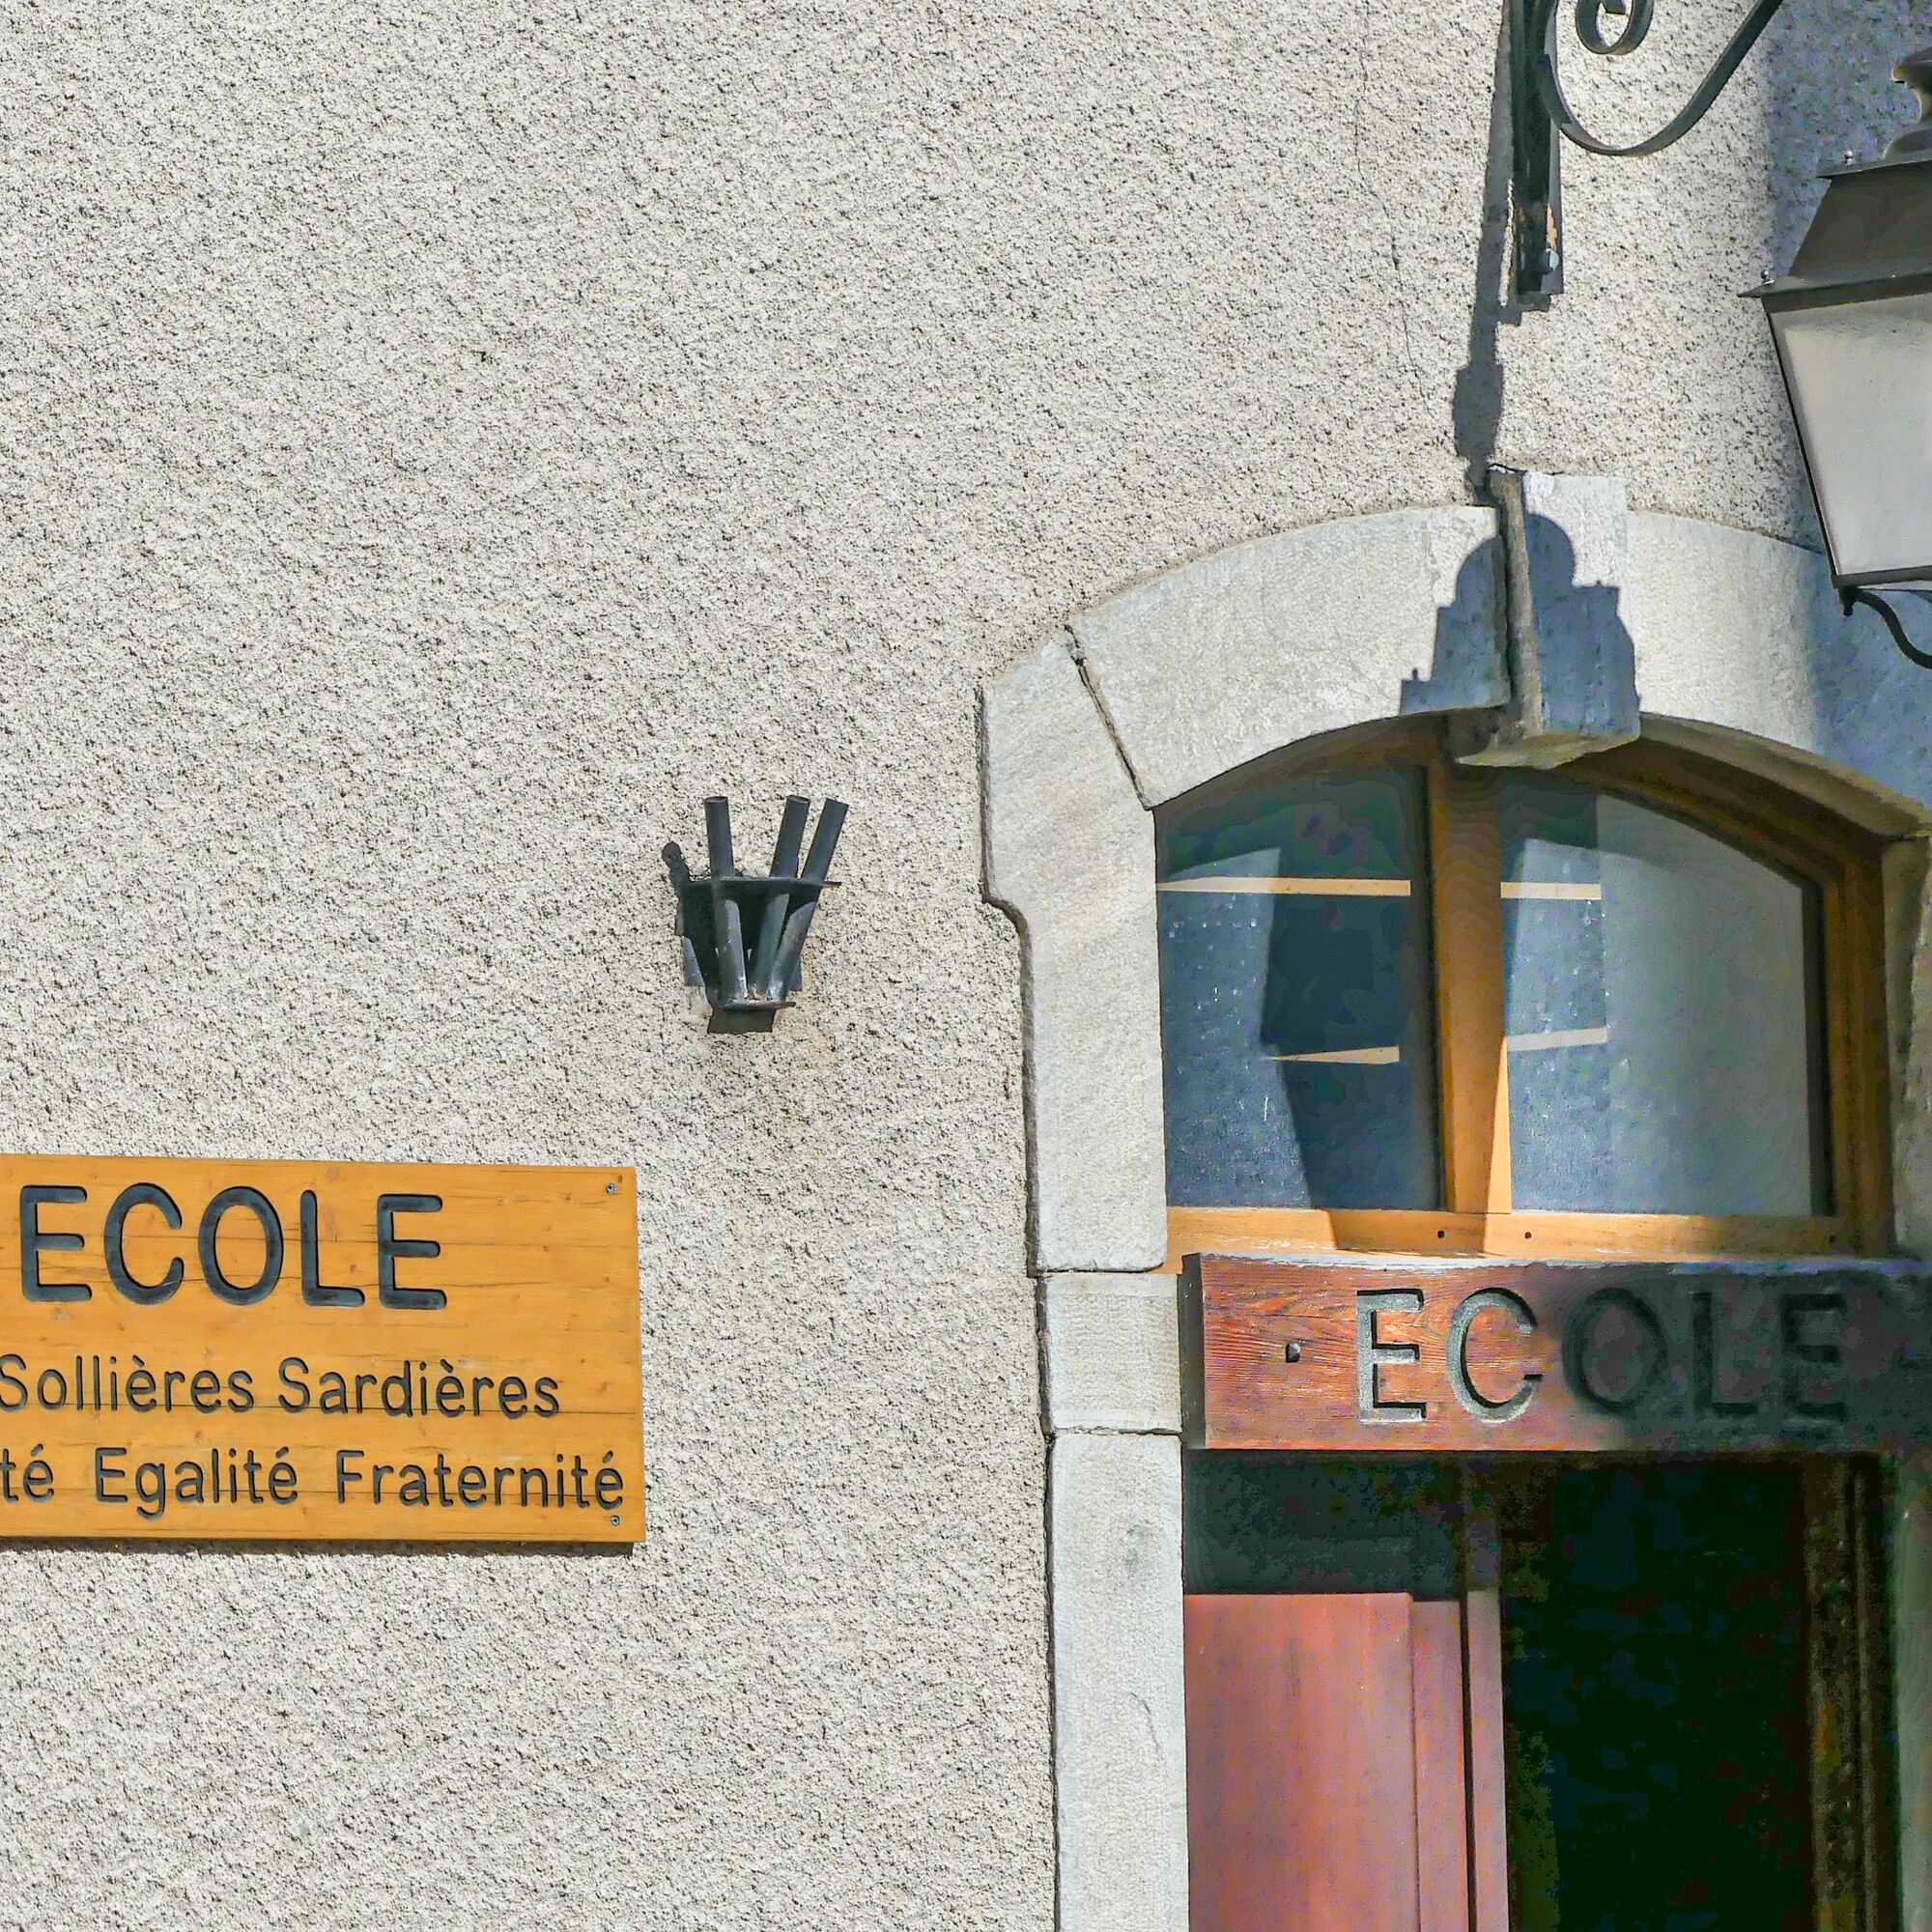 ECOLE
Sollières Sardières
té Egalité Fraternité
ECOLE